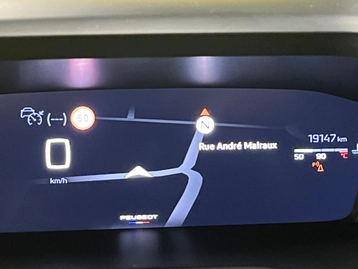 (---) 50
N
19147 km
Rue André Malraux
0
50 90 °C
km/h
PEUGEOT